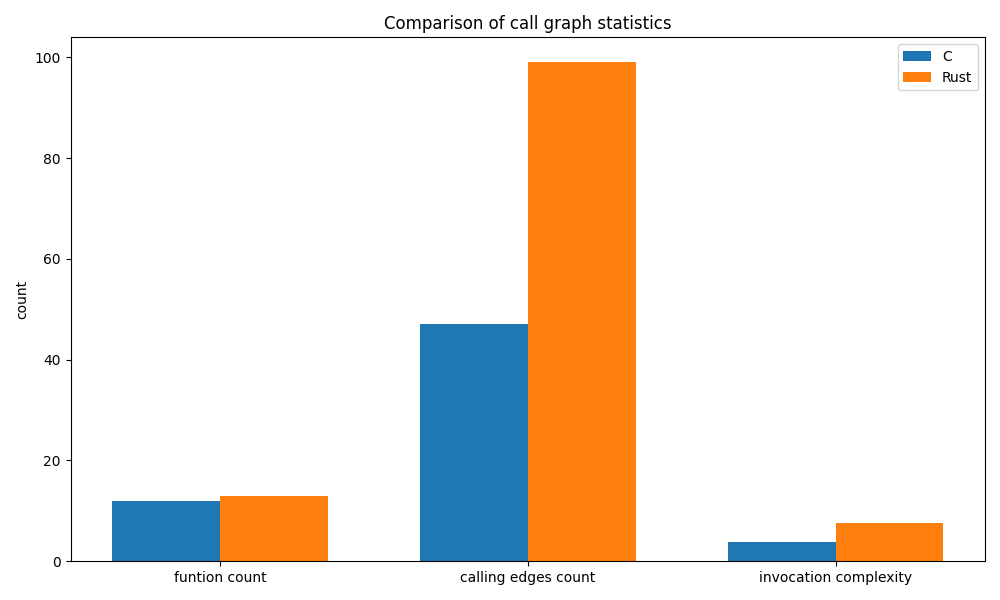 Comparison of call graph statistics
C
Rust
100
80
60
40
20
0
count
funtion count
calling edges count
invocation complexity